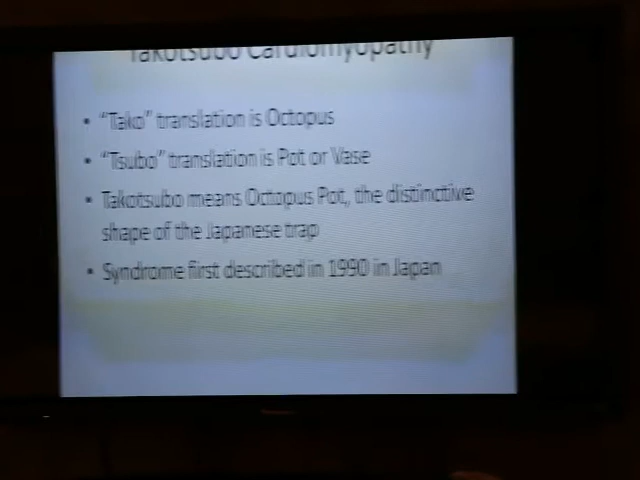 Takotsubo Cardiomyopathy
• "Tako" translation is Octopus
• "Tsubo" translation is Pot or Vase
• Takotsubo means Octopus Pot, the distinctive
shape of the Japanese trap
• Syndrome first described in 1990 in Japan